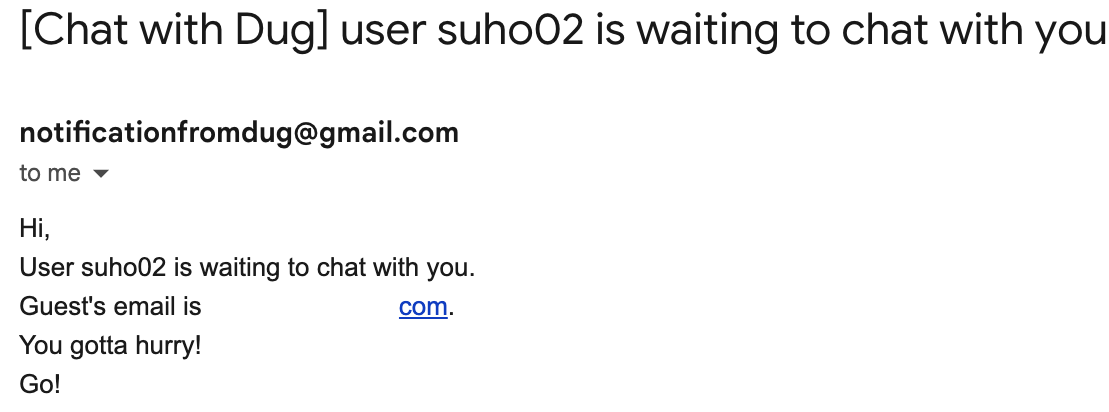 [Chat with Dug] user suho02 is waiting to chat with you
notificationfromdug@gmail.com
to me
Hi,
User suho02 is waiting to chat with you.
Guest's email is com.
You gotta hurry!
Go!